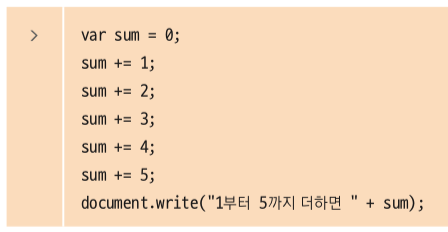 > var sum = 0;
sum += 1;
sum += 2;
sum += 3;
sum += 4;
sum += 5;
document.write("1부터 5까지 더하면 " + sum);